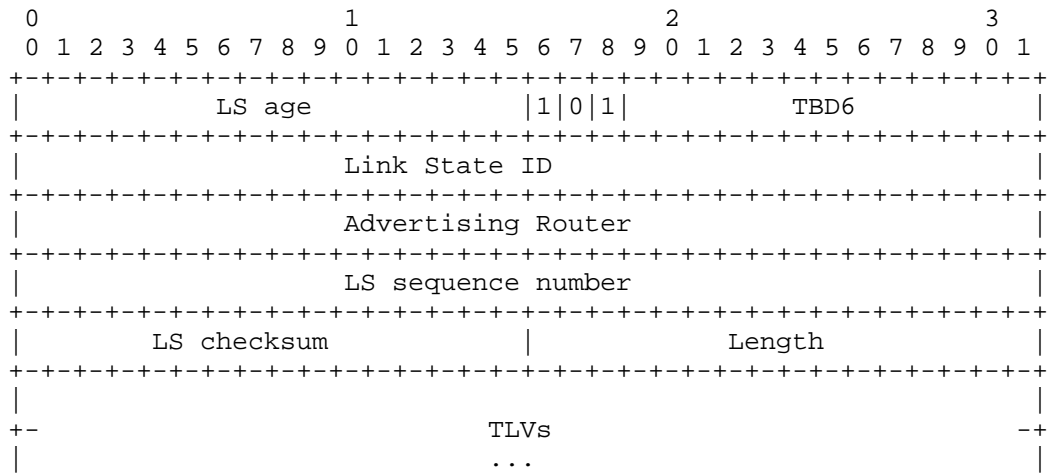 0                   1                   2                   3
 0 1 2 3 4 5 6 7 8 9 0 1 2 3 4 5 6 7 8 9 0 1 2 3 4 5 6 7 8 9 0 1
+-+-+-+-+-+-+-+-+-+-+-+-+-+-+-+-+-+-+-+-+-+-+-+-+-+-+-+-+-+-+-+-+
|            LS age             |1|0|1|          TBD6           |
+-+-+-+-+-+-+-+-+-+-+-+-+-+-+-+-+-+-+-+-+-+-+-+-+-+-+-+-+-+-+-+-+
|                    Link State ID                              |
+-+-+-+-+-+-+-+-+-+-+-+-+-+-+-+-+-+-+-+-+-+-+-+-+-+-+-+-+-+-+-+-+
|                    Advertising Router                         |
+-+-+-+-+-+-+-+-+-+-+-+-+-+-+-+-+-+-+-+-+-+-+-+-+-+-+-+-+-+-+-+-+
|                    LS sequence number                         |
+-+-+-+-+-+-+-+-+-+-+-+-+-+-+-+-+-+-+-+-+-+-+-+-+-+-+-+-+-+-+-+-+
|        LS checksum            |            Length             |
+-+-+-+-+-+-+-+-+-+-+-+-+-+-+-+-+-+-+-+-+-+-+-+-+-+-+-+-+-+-+-+-+
|                                                               |
+-                            TLVs                             -+
|                             ...                               |